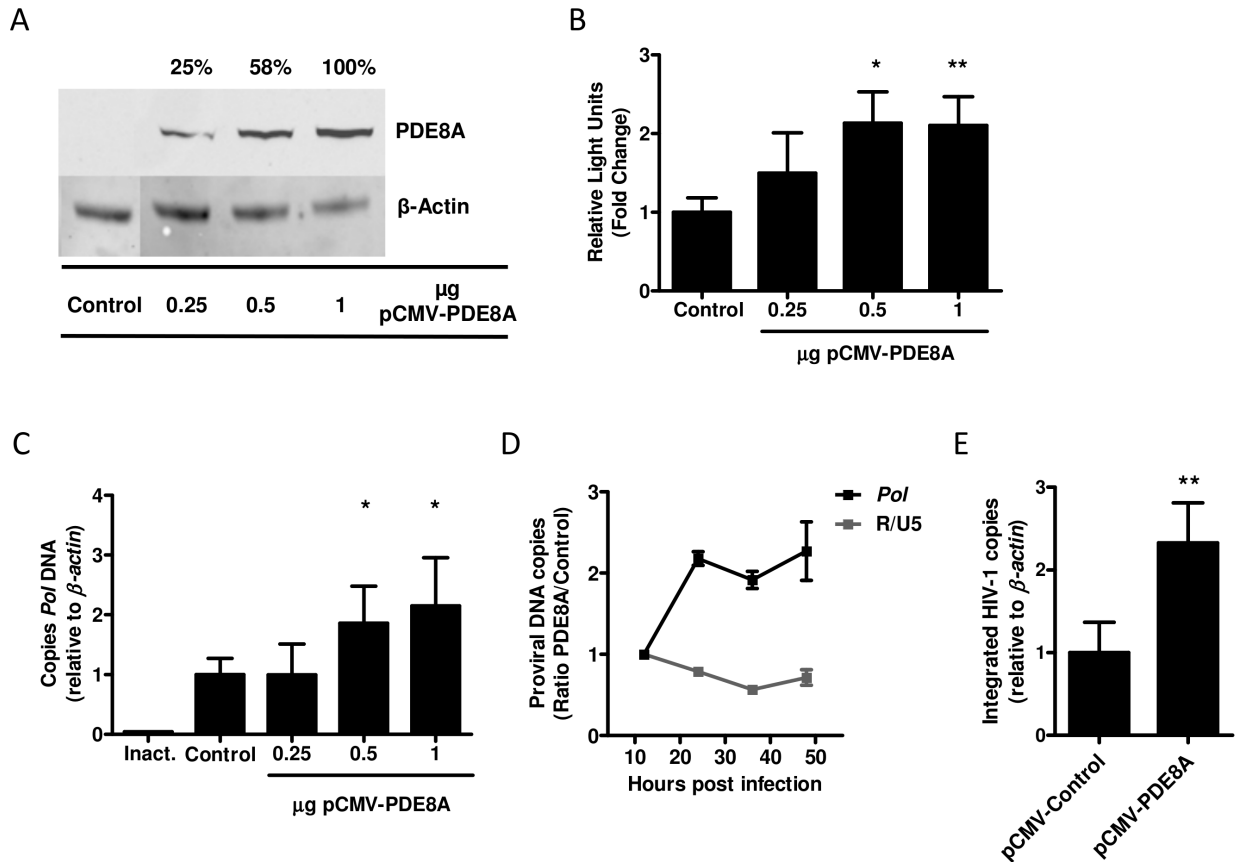 A
25% 58% 100%
PDE8A
β-Actin
Control 0.25 0.5 1 µg
pCMV-PDE8A
B
Relative Light Units
(Fold Change)
3
2
1
0
* **
Control 0.25 0.5 1
µg pCMV-PDE8A
C
Copies Pol DNA
(relative to β-actin)
4
3
2
1
0
* *
Inact. Control 0.25 0.5 1
µg pCMV-PDE8A
D
Proviral DNA copies
(Ratio PDE8A/Control)
3
2
1
0
Pol
R/U5
10 20 30 40 50
Hours post infection
E
Integrated HIV-1 copies
(relative to β-actin)
3
2
1
0
**
pCMV-Control
pCMV-PDE8A